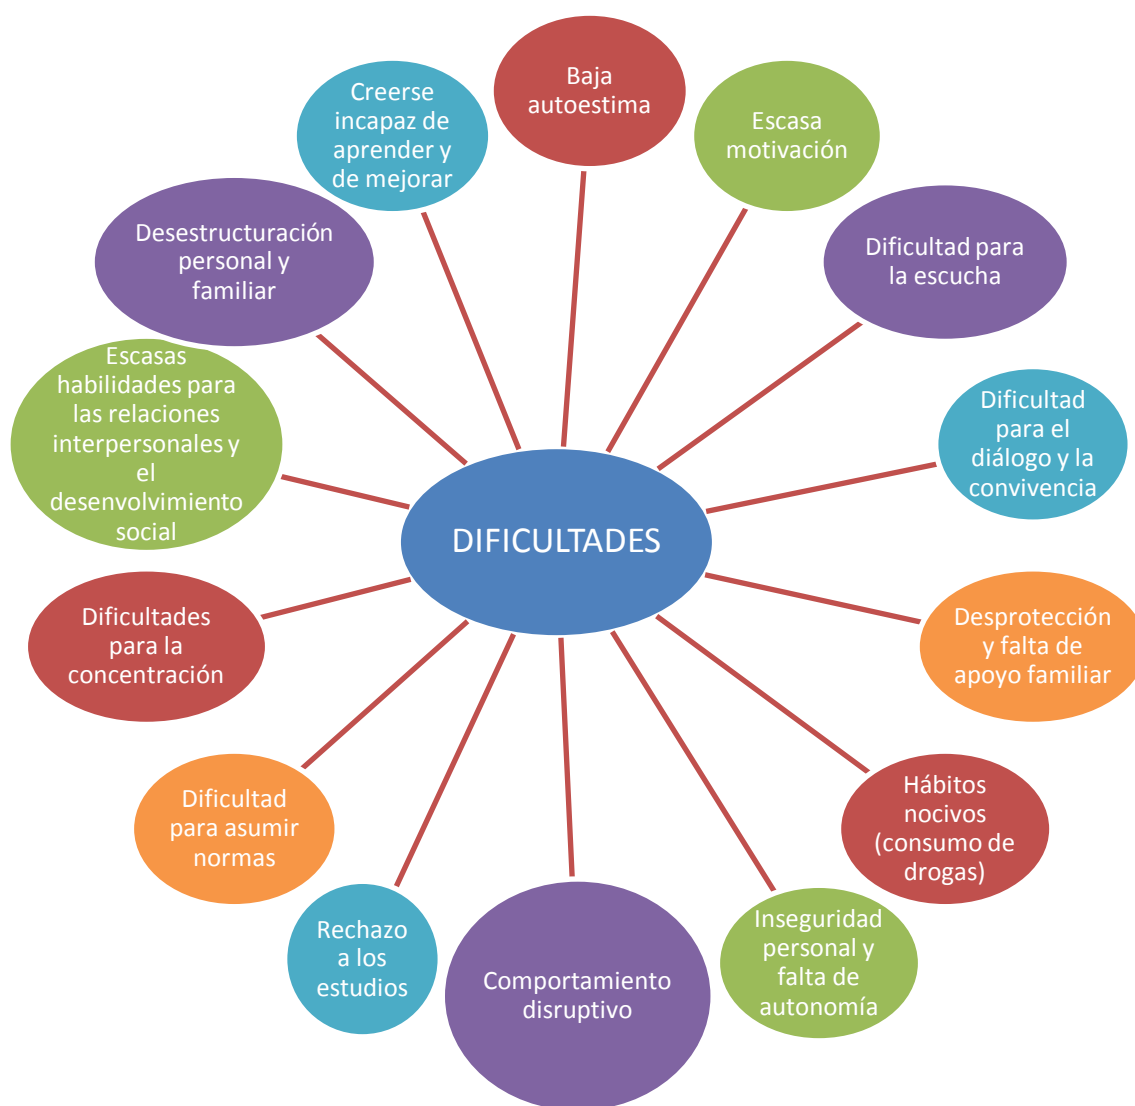 Baja
autoestima
Escasa
motivación
Dificultad para
la escucha
Dificultad
para el
diálogo y la
convivencia
Desprotección
y falta de
apoyo familiar
Hábitos
nocivos
(consumo de
drogas)
Inseguridad
personal y
falta de
autonomía
Comportamiento
disruptivo
Rechazo
a los
estudios
Dificultad
para asumir
normas
Dificultades
para la
concentración
Escasas
habilidades para
las relaciones
interpersonales y
el
desenvolvimiento
social
Desestructuración
personal y
familiar
Creerse
incapaz de
aprender y
de mejorar
DIFICULTADES